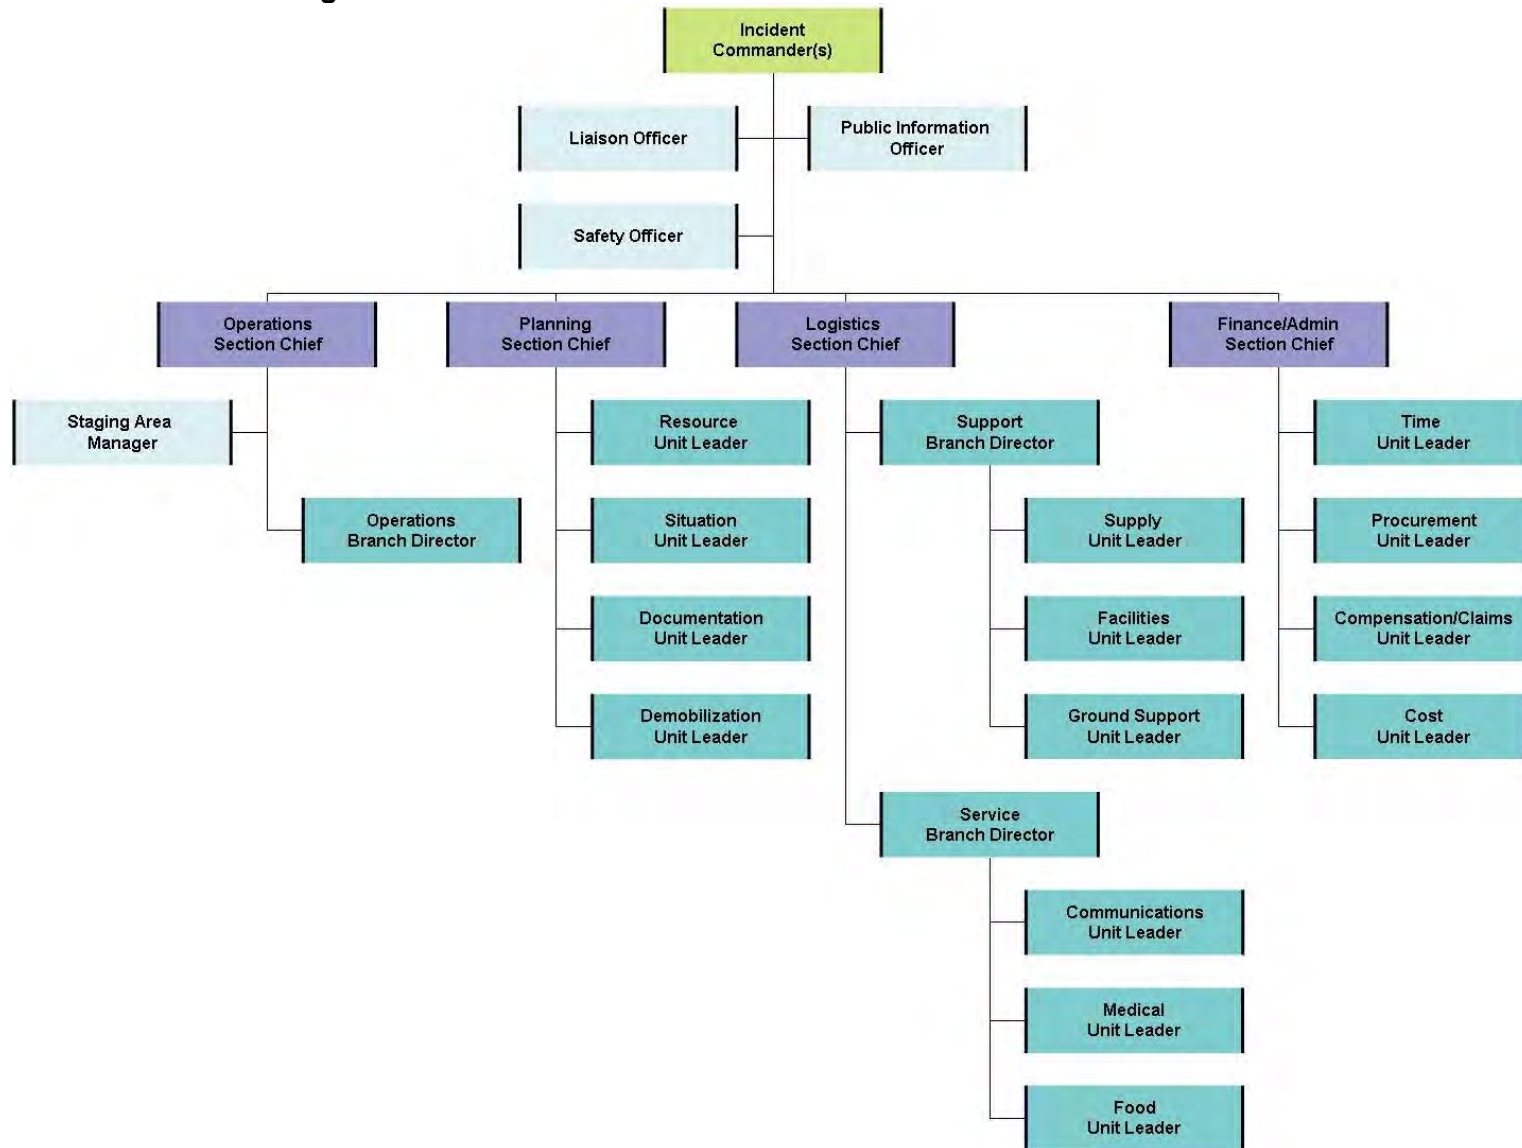 Incident
Commander(s)
Liaison Officer
Public Information
Officer
Safety Officer
Operations
Section Chief
Planning
Section Chief
Logistics
Section Chief
Finance/Admin
Section Chief
Staging Area
Manager
Resource
Unit Leader
Support
Branch Director
Time
Unit Leader
Operations
Branch Director
Situation
Unit Leader
Supply
Unit Leader
Procurement
Unit Leader
Documentation
Unit Leader
Facilities
Unit Leader
Compensation/Claims
Unit Leader
Demobilization
Unit Leader
Ground Support
Unit Leader
Cost
Unit Leader
Service
Branch Director
Communications
Unit Leader
Medical
Unit Leader
Food
Unit Leader